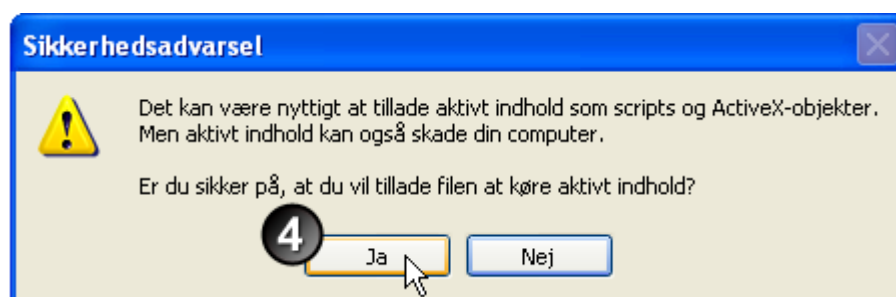 Sikkerhedsadvarsel
Det kan være nyttigt at tillade aktivt indhold som scripts og ActiveX-objekter.
Men aktivt indhold kan også skade din computer.
Er du sikker på, at du vil tillade filen at køre aktivt indhold?
4
Ja
Nej